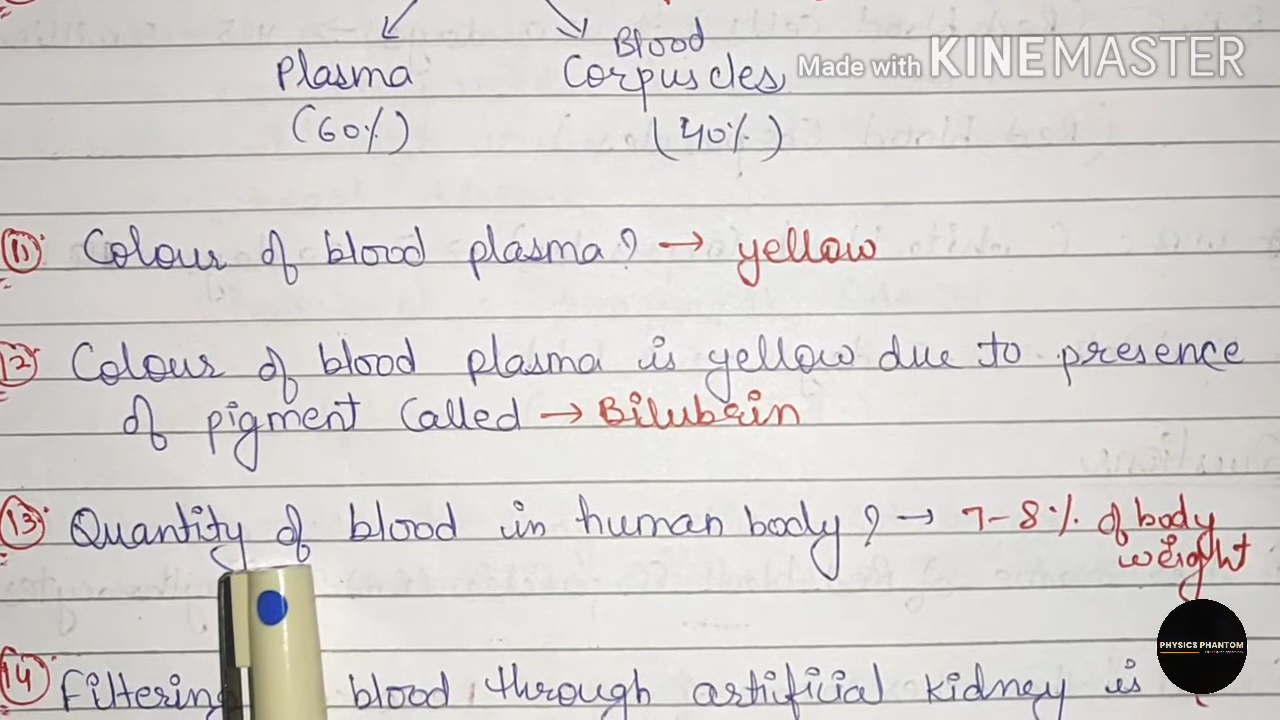 Plasma
(60%)
Blood
Corpuscles
(40%)
Made with KINEMASTER
(11) Colour of blood plasma? → yellow
(12) Colour of blood plasma is yellow due to presence
of pigment called → Bilubrin
(13) Quantity of blood in human body? → 7-8% of body
weight
(14) Filtering blood through artificial kidney is
PHYSICS PHANTOM